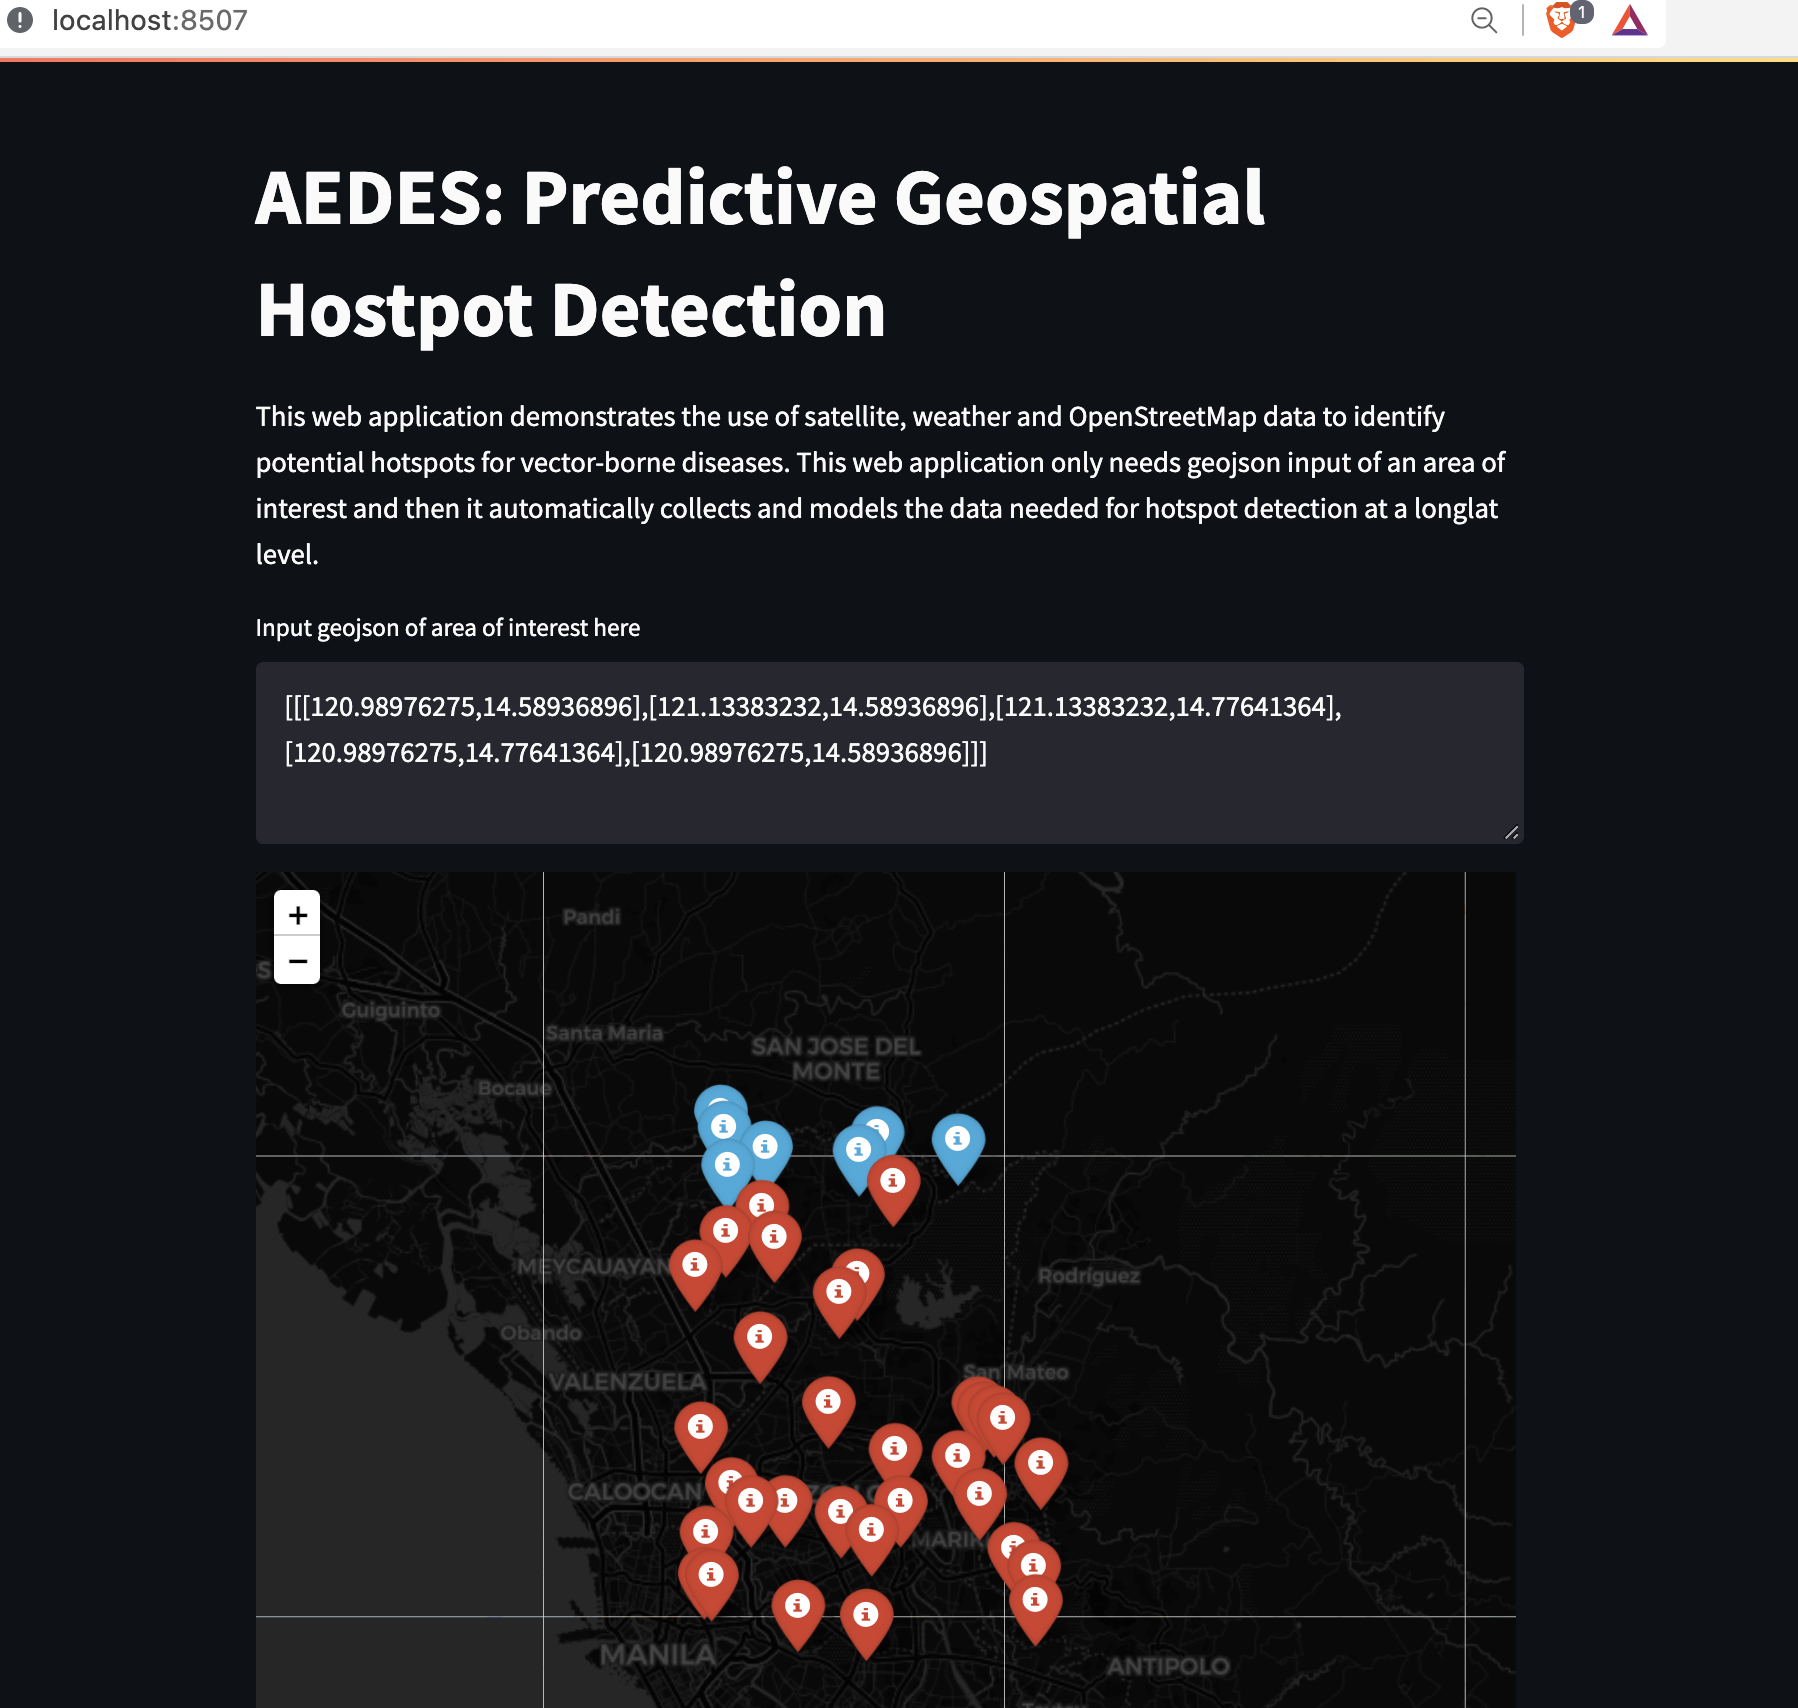 localhost:8507
1
AEDES: Predictive Geospatial
Hostpot Detection
This web application demonstrates the use of satellite, weather and OpenStreetMap data to identify
potential hotspots for vector-borne diseases. This web application only needs geojson input of an area of
interest and then it automatically collects and models the data needed for hotspot detection at a longlat
level.
Input geojson of area of interest here
[[[120.98976275,14.58936896],[121.13383232,14.58936896],[121.13383232,14.77641364],
[120.98976275,14.77641364],[120.98976275,14.58936896]]]
+
−
Pandi
Guiguinto
Santa Maria
SAN JOSE DEL
MONTE
Bocaue
MEYCAUAYAN
Rodriguez
Obando
San Mateo
VALENZUELA
CALOOCAN
MANILA
ANTIPOLO